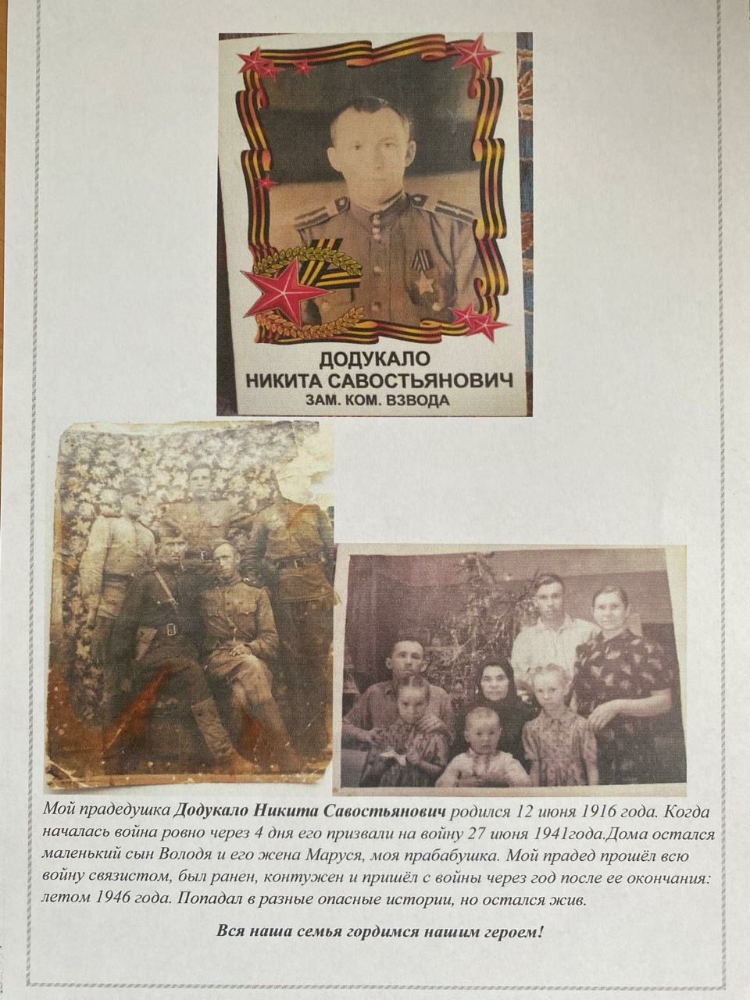 ДОДУКАЛО
НИКИТА САВОСТЬЯНОВИЧ
ЗАМ. КОМ. ВЗВОДА
Мой прадедушка Додукало Никита Савостьянович родился 12 июня 1916 года. Когда
началась война ровно через 4 дня его призвали на войну 27 июня 1941года.Дома остался
маленький сын Володя и его жена Маруся, моя прабабушка. Мой прадед прошёл всю
войну связистом, был ранен, контужен и пришёл с войны через год после ее окончания:
летом 1946 года. Попадал в разные опасные истории, но остался жив.
Вся наша семья гордимся нашим героем!